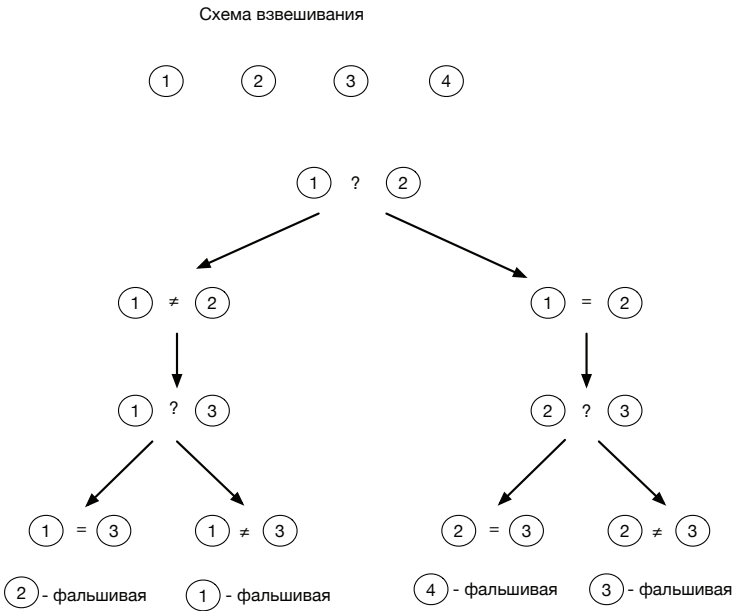 Схема взвешивания
1 2 3 4
1 ? 2
1 ≠ 2 1 = 2
1 ? 3 2 ? 3
1 = 3 1 ≠ 3 2 = 3 2 ≠ 3
2 - фальшивая 1 - фальшивая 4 - фальшивая 3 - фальшивая